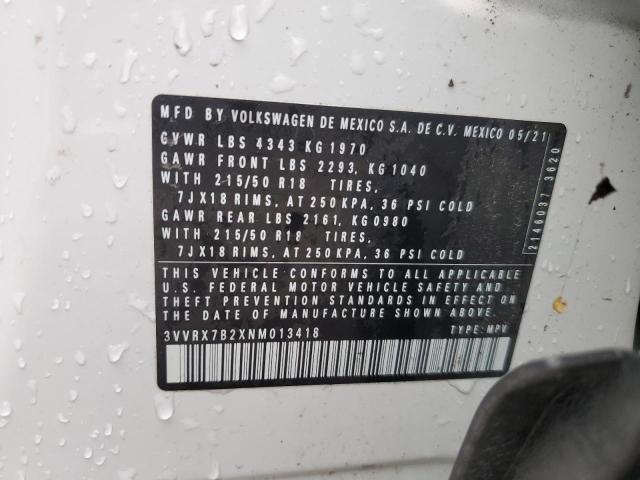 MFD BY VOLKSWAGEN DE MEXICO S.A. DE C.V. MEXICO 05/21
GVWR LBS 4343 KG 1970
GAWR FRONT LBS 2293, KG 1040
WITH 215/50 R18 TIRES,
7JX18 RIMS, AT 250 KPA, 36 PSI COLD
GAWR REAR LBS 2161, KG 0980
WITH 215/50 R18 TIRES,
7JX18 RIMS, AT 250 KPA, 36 PSI COLD
THIS VEHICLE CONFORMS TO ALL APPLICABLE
U.S. FEDERAL MOTOR VEHICLE SAFETY AND
THEFT PREVENTION STANDARDS IN EFFECT ON
DATE OF MANUFACTURE SHOWN ABOVE.
3VVRX7B2XNM013418 TYPE: MPV
2146037 3620